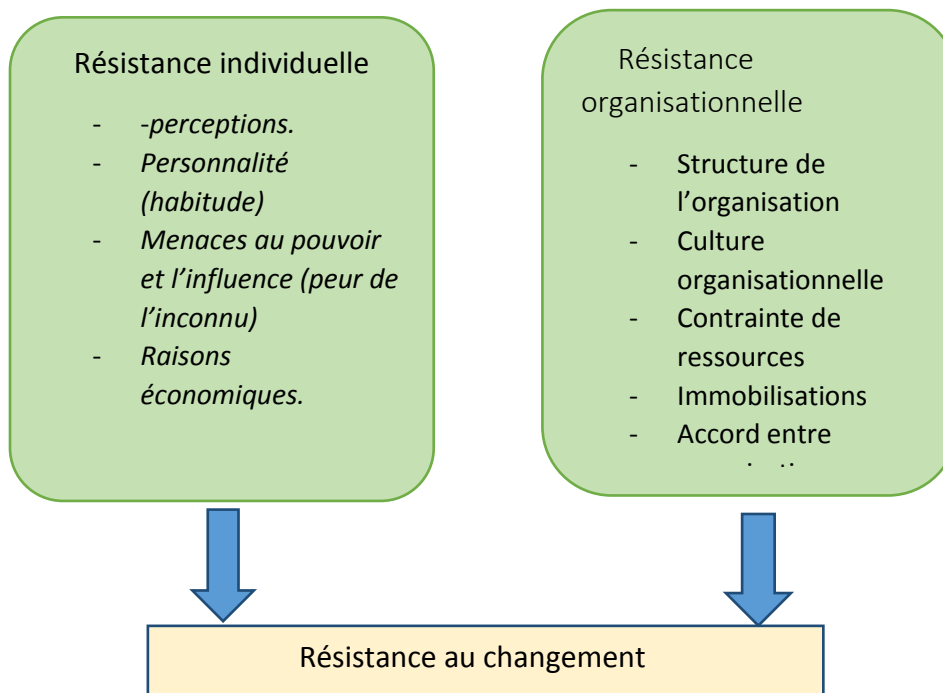 Résistance individuelle
- -perceptions.
- Personnalité
(habitude)
- Menaces au pouvoir
et l’influence (peur de
l’inconnu)
- Raisons
économiques.
Résistance
organisationnelle
- Structure de
l’organisation
- Culture
organisationnelle
- Contrainte de
ressources
- Immobilisations
- Accord entre
Résistance au changement